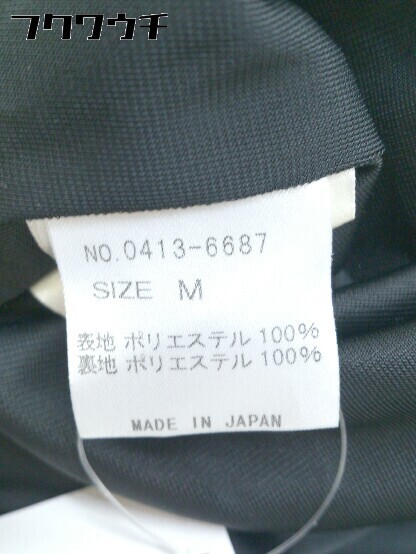 フクワウチ
NO.0413-6687
SIZE M
表地 ポリエステル 100%
裏地 ポリエステル 100%
MADE IN JAPAN